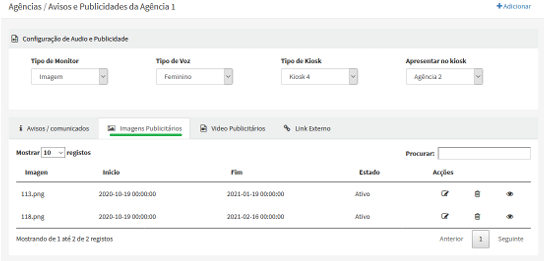 Agências / Avisos e Publicidades da Agência 1
Adicionar
Configuração de Audio e Publicidade
Tipo de Monitor Tipo de Voz Tipo de Kiosk Apresentar no kiosk
Imagem Feminino Kiosk 4 Agência 2
Avisos / comunicados Imagens Publicitários Video Publicitários Link Externo
Mostrar 10 registos Procurar:
Imagen Início Fim Estado Acções
113.png 2020-10-19 00:00:00 2021-01-19 00:00:00 Ativo
118.png 2020-10-19 00:00:00 2021-02-16 00:00:00 Ativo
Mostrando de 1 até 2 de 2 registos Anterior 1 Seguinte